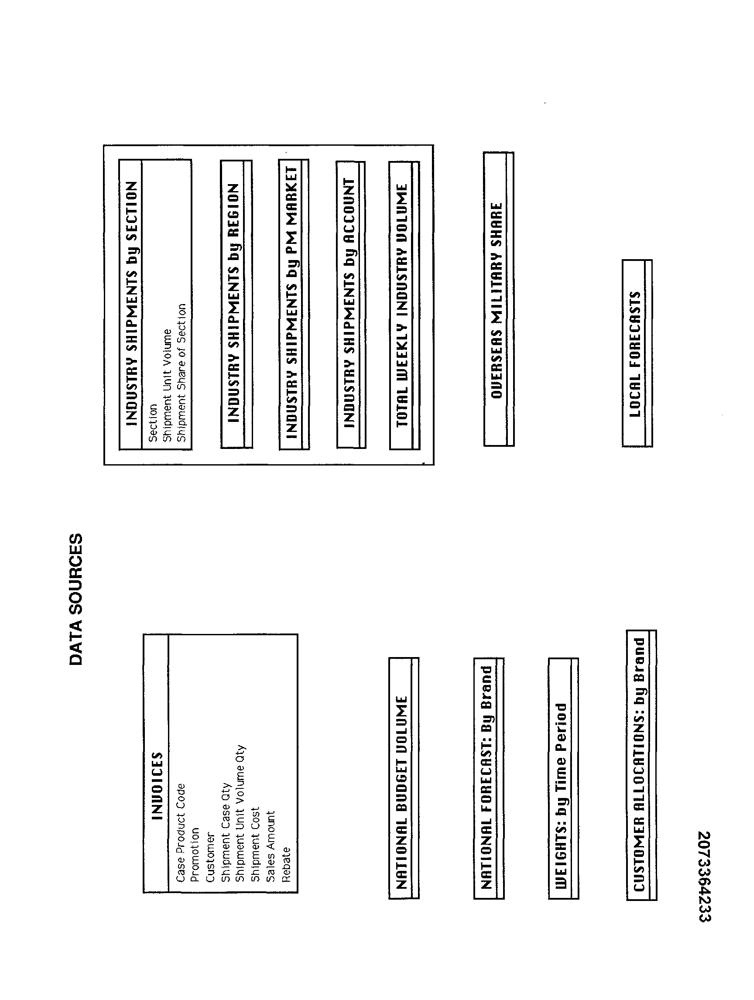 DATA SOURCES
INVOICES
Case Product Code
Promotion
Customer
Shipment Case Qty
Shipment Unit Volume Qty
Shipment Cost
Sales Amount
Rebate
NATIONAL BUDGET VOLUME
NATIONAL FORECAST: By Brand
WEIGHTS: by Time Period
CUSTOMER ALLOCATIONS: by Brand
INDUSTRY SHIPMENTS by SECTION
Section
Shipment Unit Volume
Shipment Share of Section
INDUSTRY SHIPMENTS by REGION
INDUSTRY SHIPMENTS by PM MARKET
INDUSTRY SHIPMENTS by ACCOUNT
TOTAL WEEKLY INDUSTRY VOLUME
OVERSEAS MILITARY SHARE
LOCAL FORECASTS
2073364233